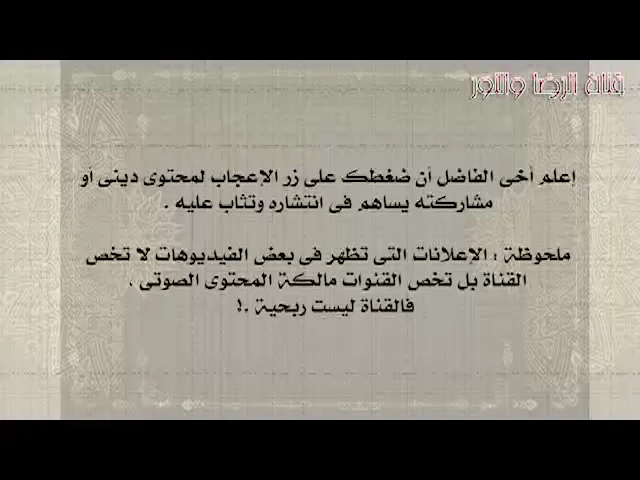 قناة الرضا والنور
إعلم أخى الفاضل أن ضغطك على زر الإعجاب لمحتوى دينى أو
مشاركته يساهم فى انتشاره وتثاب عليه .
ملحوظة : الإعلانات التى تظهر فى بعض الفيديوهات لا تخص
القناة بل تخص القنوات مالكة المحتوى الصوتى ،
فالقناة ليست ربحية .!